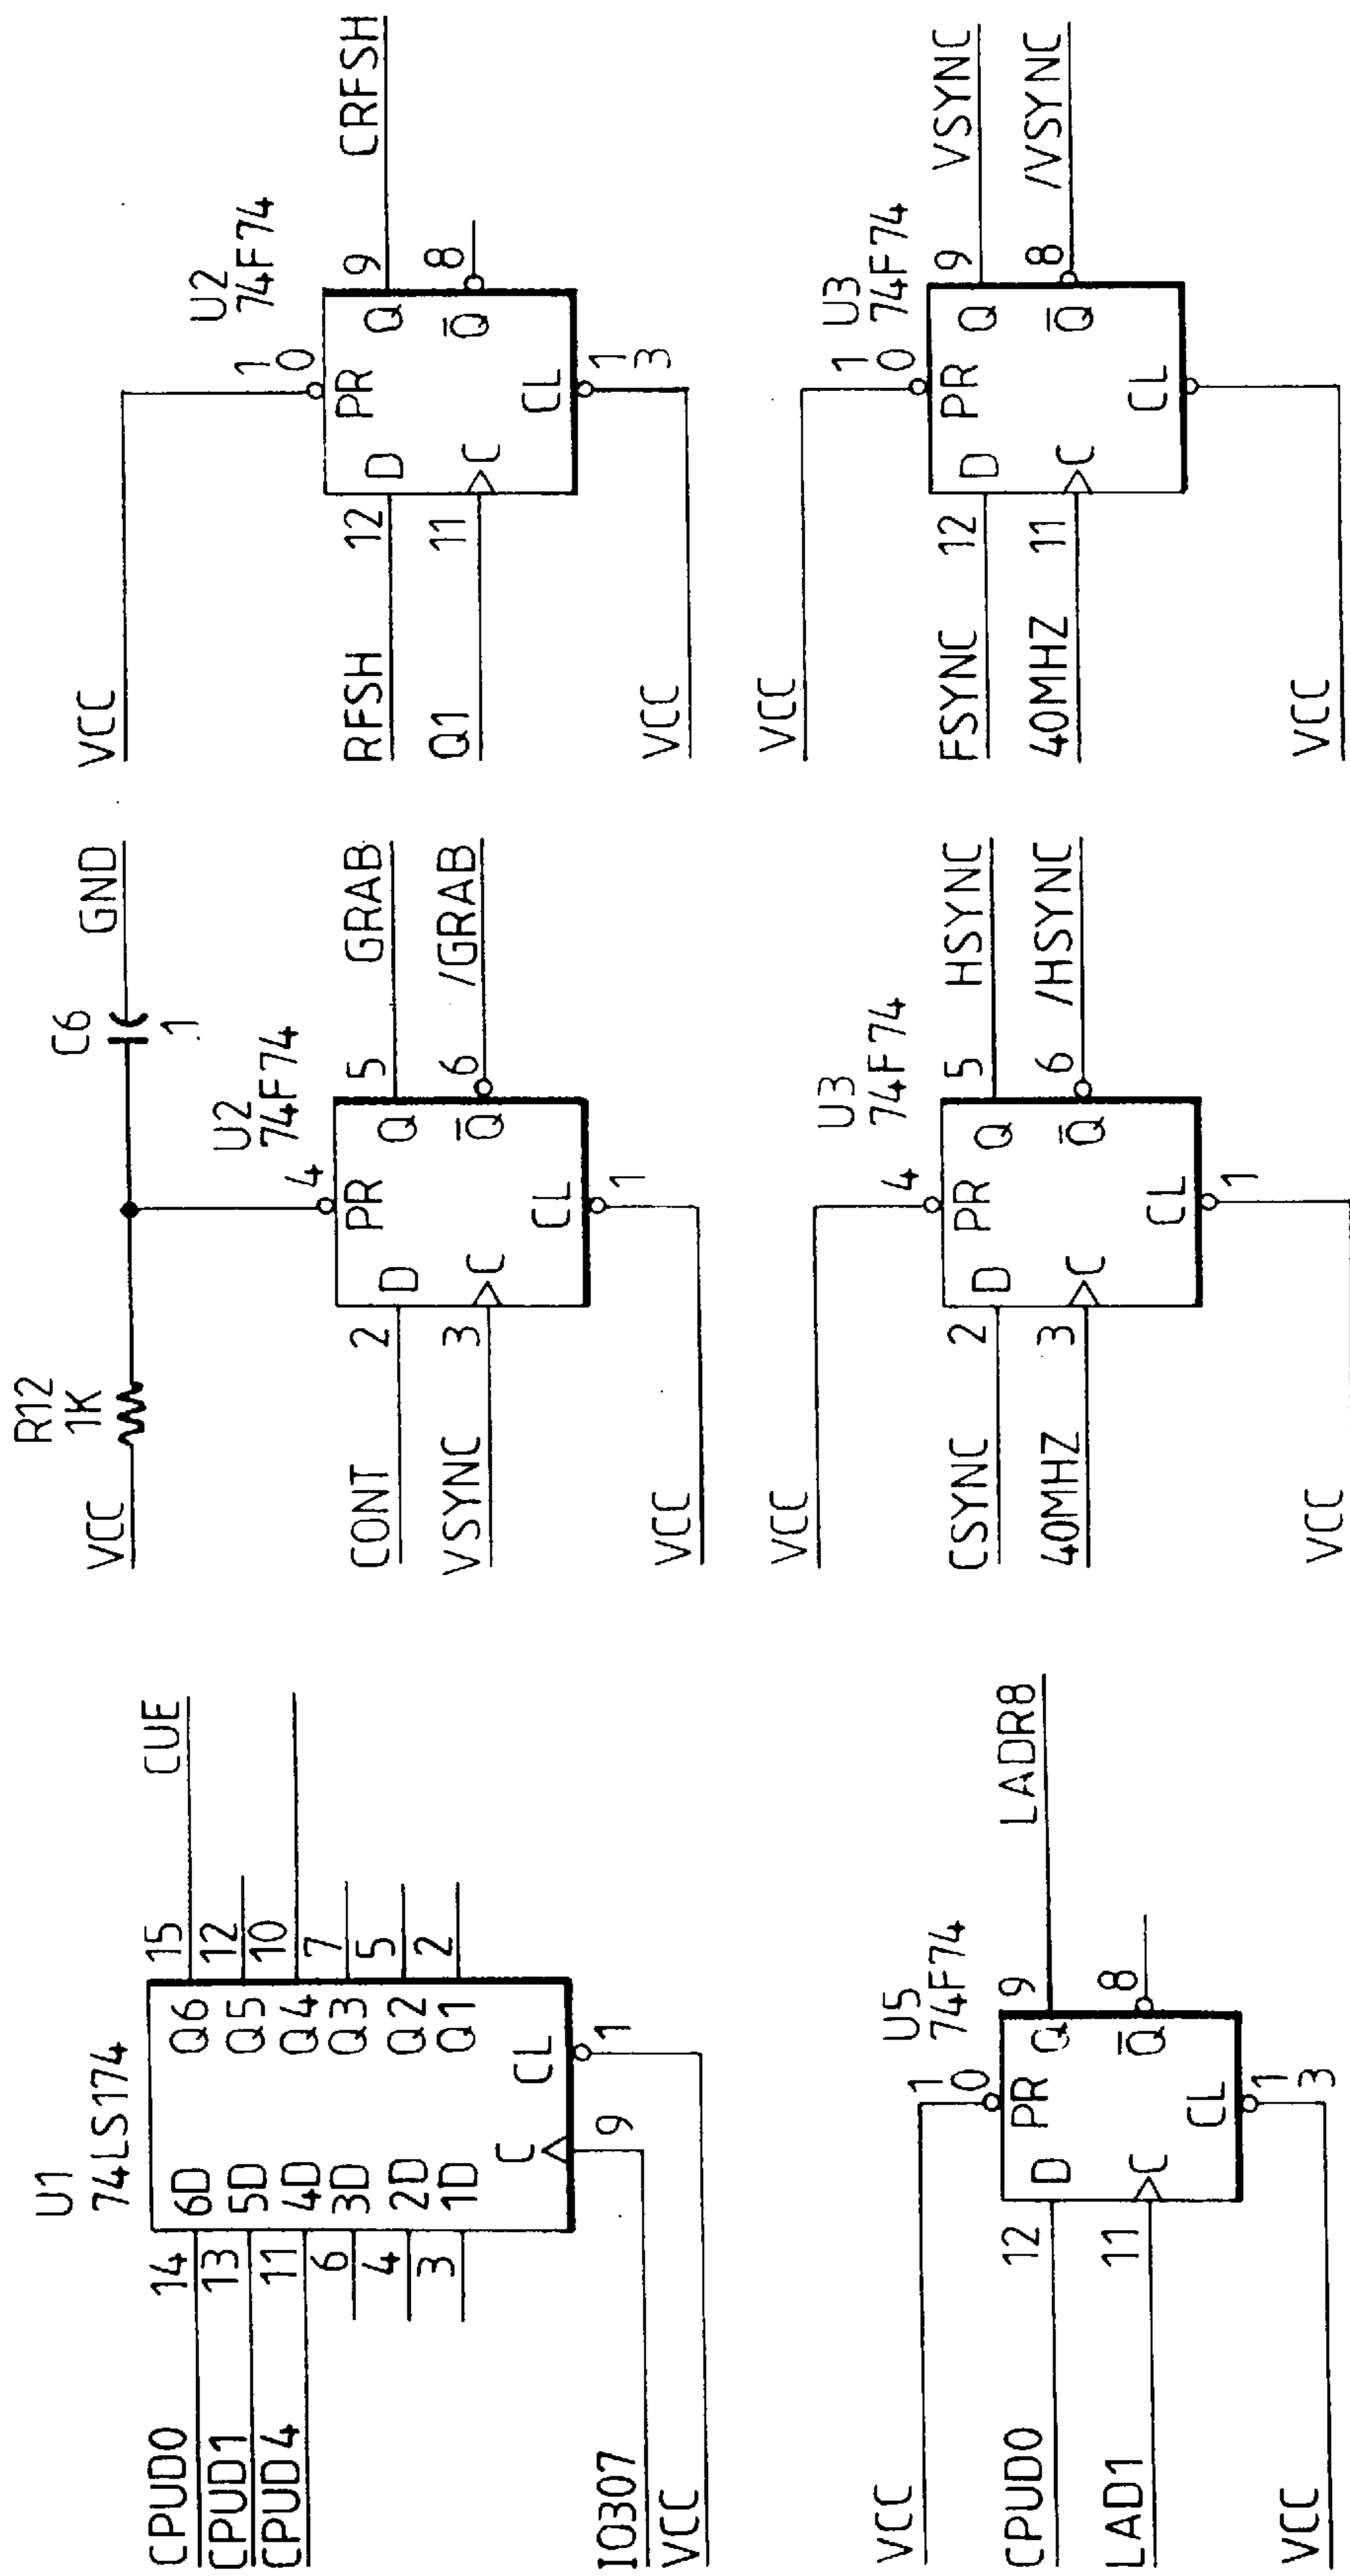 U1
74LS174
CPUD0 14 6D Q6 15 CUE
CPUD1 13 5D Q5 12
CPUD4 11 4D Q4 10
6 3D Q3 7
4 2D Q2 5
3 1D Q1 2
C CL
9 1
IO307
VCC
R12
1K
VCC
C6
1
GND
U2
74F74
4
PR
CONT 2 D Q 5 GRAB
VSYNC 3 C Q̅ 6 /GRAB
CL
1
VCC
VCC
U2
74F74
10
PR
RFSH 12 D Q 9 CRFSH
Q1 11 C Q̅ 8
CL
13
VCC
U5
74F74
VCC
10
PR
CPUD0 12 D Q 9 LADR8
LAD1 11 C Q̅ 8
CL
13
VCC
U3
74F74
VCC
4
PR
CSYNC 2 D Q 5 HSYNC
40MHZ 3 C Q̅ 6 /HSYNC
CL
1
VCC
U3
74F74
VCC
10
PR
FSYNC 12 D Q 9 VSYNC
40MHZ 11 C Q̅ 8 /VSYNC
CL
VCC